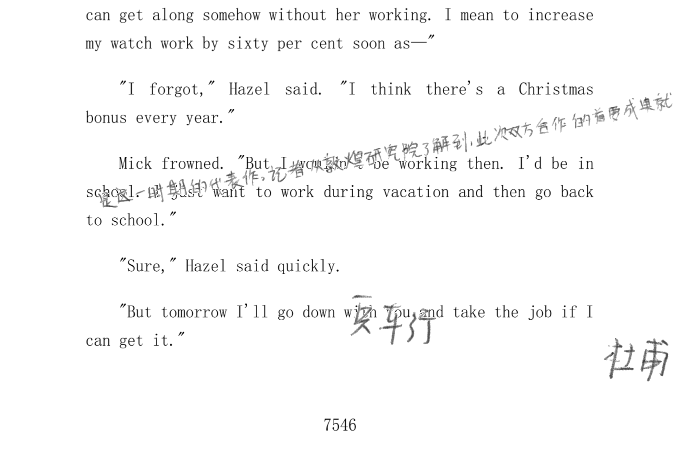 can get along somehow without her working. I mean to increase
my watch work by sixty per cent soon as—"
"I forgot," Hazel said. "I think there's a Christmas
bonus every year."
Mick frowned. "But I wouldn't be working then. I'd be in
school. I just want to work during vacation and then go back
to school."
是这一时期的代表作。记者从敦煌研究院了解到,此次双方合作的首要成果就
"Sure," Hazel said quickly.
"But tomorrow I'll go down with you and take the job if I
can get it."
兵车行
杜甫
7546